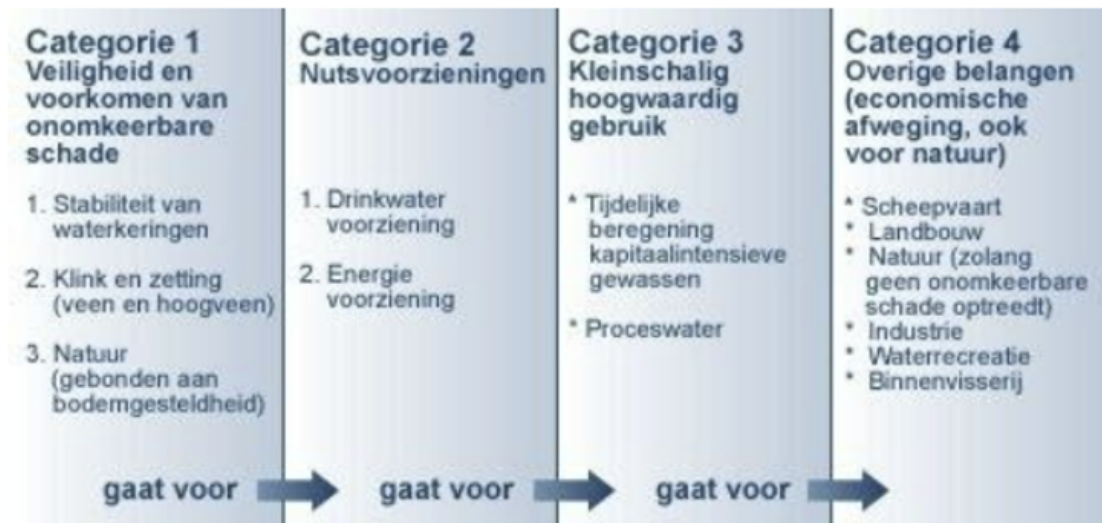 Categorie 1
Veiligheid en
voorkomen van
onomkeerbare
schade
1. Stabiliteit van
waterkeringen
2. Klink en zetting
(veen en hoogveen)
3. Natuur
(gebonden aan
bodemgesteldheid)
gaat voor
Categorie 2
Nutsvoorzieningen
1. Drinkwater
voorziening
2. Energie
voorziening
gaat voor
Categorie 3
Kleinschalig
hoogwaardig
gebruik
* Tijdelijke
beregening
kapitaalintensieve
gewassen
* Proceswater
gaat voor
Categorie 4
Overige belangen
(economische
afweging, ook
voor natuur)
* Scheepvaart
* Landbouw
* Natuur (zolang
geen onomkeerbare
schade optreedt)
* Industrie
* Waterrecreatie
* Binnenvisserij